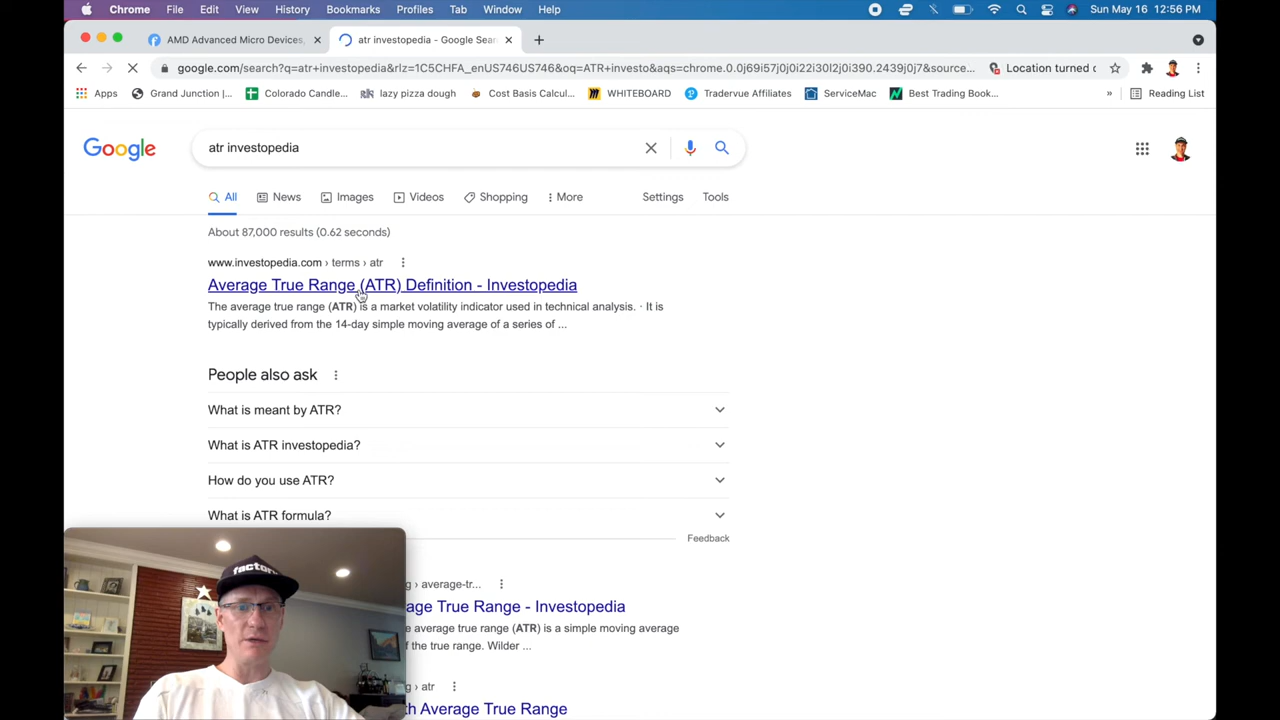 Chrome File Edit View History Bookmarks Profiles Tab Window Help Sun May 16 12:56 PM
AMD Advanced Micro Devices, atr investopedia - Google Sear
google.com/search?q=atr+investopedia&rlz=1C5CHFA_enUS746US746&oq=ATR+investo&aqs=chrome.0.0j69i57j0j0i22i30l2j0i390.2439j0j7&source... Location turned c
Apps Grand Junction |... Colorado Candle... lazy pizza dough Cost Basis Calcul... WHITEBOARD Tradervue Affiliates ServiceMac Best Trading Book... » Reading List
Google atr investopedia
All News Images Videos Shopping More Settings Tools
About 87,000 results (0.62 seconds)
www.investopedia.com › terms › atr
Average True Range (ATR) Definition - Investopedia
The average true range (ATR) is a market volatility indicator used in technical analysis. · It is
typically derived from the 14-day simple moving average of a series of ...
People also ask
What is meant by ATR?
What is ATR investopedia?
How do you use ATR?
What is ATR formula?
Feedback
g › average-tr...
age True Range - Investopedia
e average true range (ATR) is a simple moving average
of the true range. Wilder ...
g › atr
th Average True Range
factory